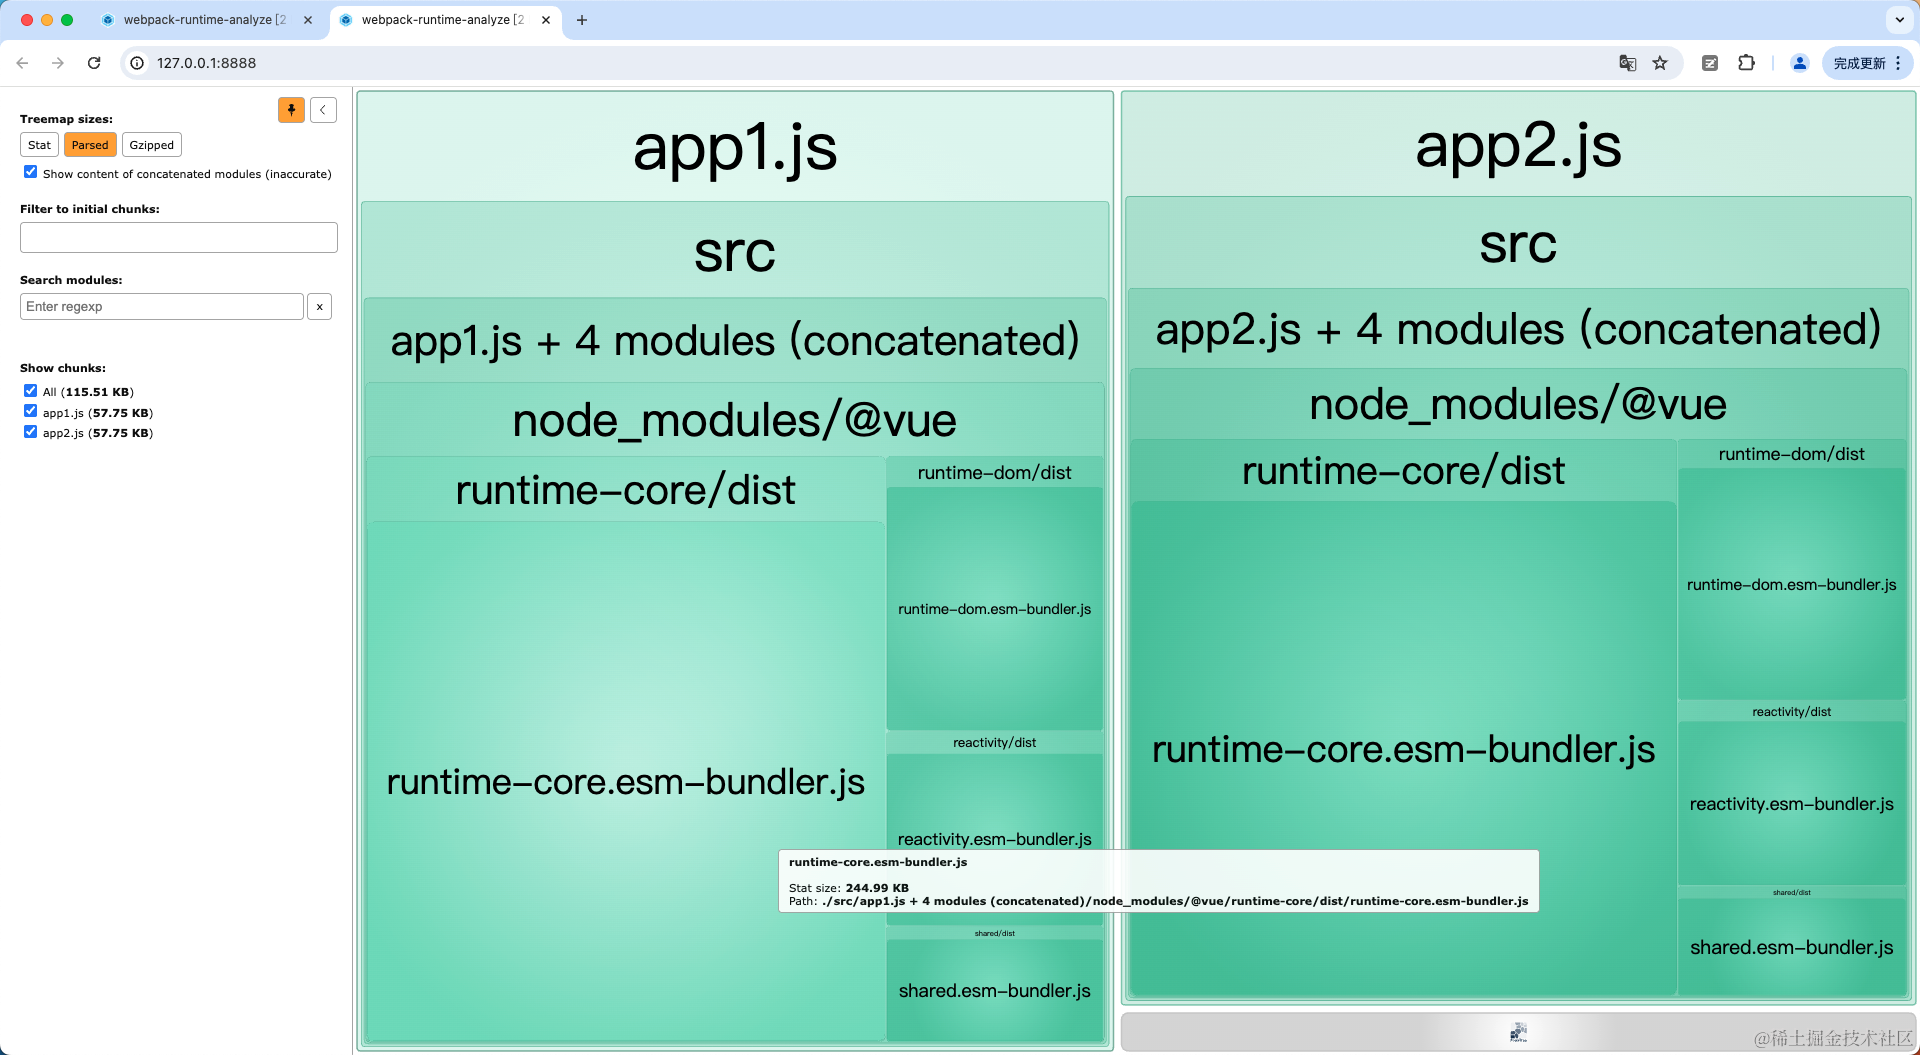 webpack-runtime-analyze [2
webpack-runtime-analyze [2
127.0.0.1:8888
完成更新
Treemap sizes:
Stat
Parsed
Gzipped
Show content of concatenated modules (inaccurate)
Filter to initial chunks:
Search modules:
Enter regexp
x
Show chunks:
All (115.51 KB)
app1.js (57.75 KB)
app2.js (57.75 KB)
app1.js
src
app1.js + 4 modules (concatenated)
node_modules/@vue
runtime-core/dist
runtime-core.esm-bundler.js
runtime-dom/dist
runtime-dom.esm-bundler.js
reactivity/dist
reactivity.esm-bundler.js
shared/dist
shared.esm-bundler.js
runtime-core.esm-bundler.js
Stat size: 244.99 KB
Path: ./src/app1.js + 4 modules (concatenated)/node_modules/@vue/runtime-core/dist/runtime-core.esm-bundler.js
app2.js
src
app2.js + 4 modules (concatenated)
node_modules/@vue
runtime-core/dist
runtime-core.esm-bundler.js
runtime-dom/dist
runtime-dom.esm-bundler.js
reactivity/dist
reactivity.esm-bundler.js
shared/dist
shared.esm-bundler.js
@稀土掘金技术社区